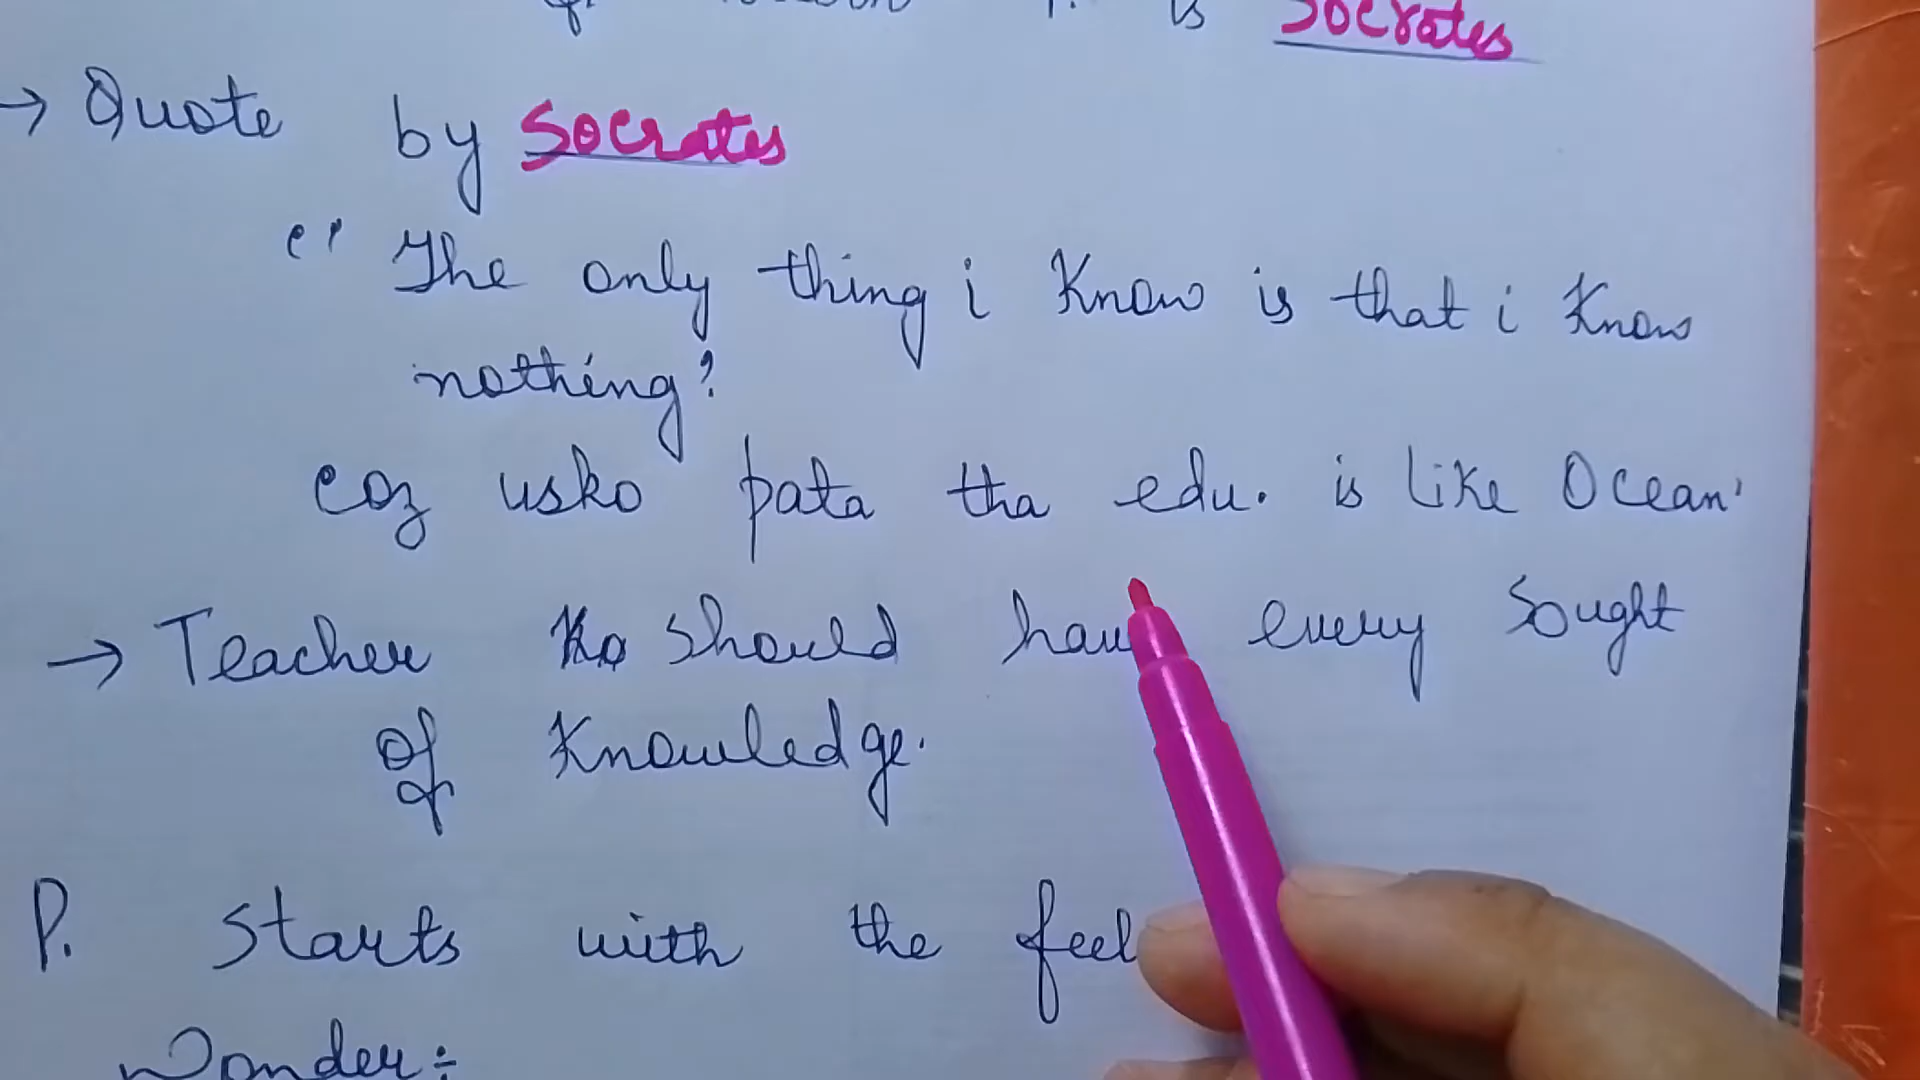 is Socrates
→ Quote by Socrates
" The only thing i know is that i know
nothing?
coz usko pata tha edu. is like Ocean'
→ Teacher Ko should have every sought
of knowledge.
P. starts with the feel
Wonder: